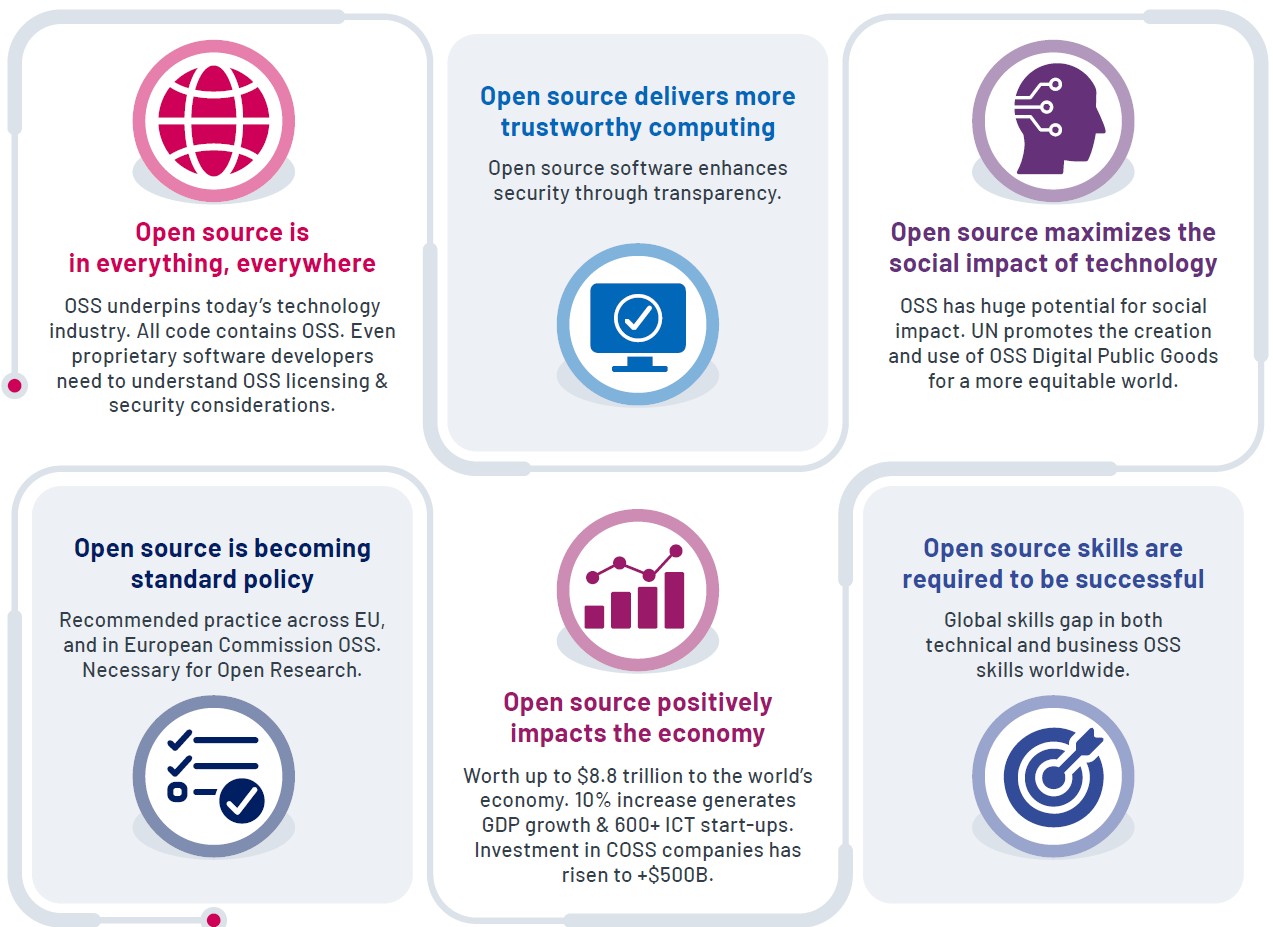 Open source is
in everything, everywhere
OSS underpins today's technology
industry. All code contains OSS. Even
proprietary software developers
need to understand OSS licensing &
security considerations.
Open source delivers more
trustworthy computing
Open source software enhances
security through transparency.
Open source maximizes the
social impact of technology
OSS has huge potential for social
impact. UN promotes the creation
and use of OSS Digital Public Goods
for a more equitable world.
Open source is becoming
standard policy
Recommended practice across EU,
and in European Commission OSS.
Necessary for Open Research.
Open source positively
impacts the economy
Worth up to $8.8 trillion to the world's
economy. 10% increase generates
GDP growth & 600+ ICT start-ups.
Investment in COSS companies has
risen to +$500B.
Open source skills are
required to be successful
Global skills gap in both
technical and business OSS
skills worldwide.